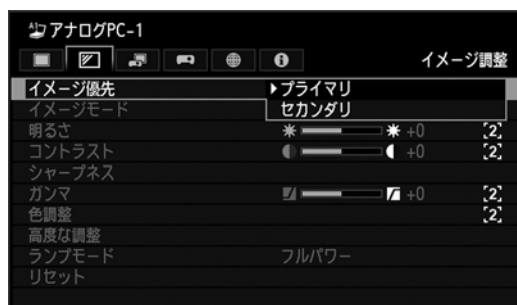 アナログPC-1
イメージ調整
イメージ優先 プライマリ
イメージモード セカンダリ
明るさ +0 [2]
コントラスト +0 [2]
シャープネス
ガンマ +0 [2]
色調整 [2]
高度な調整
ランプモード フルパワー
リセット